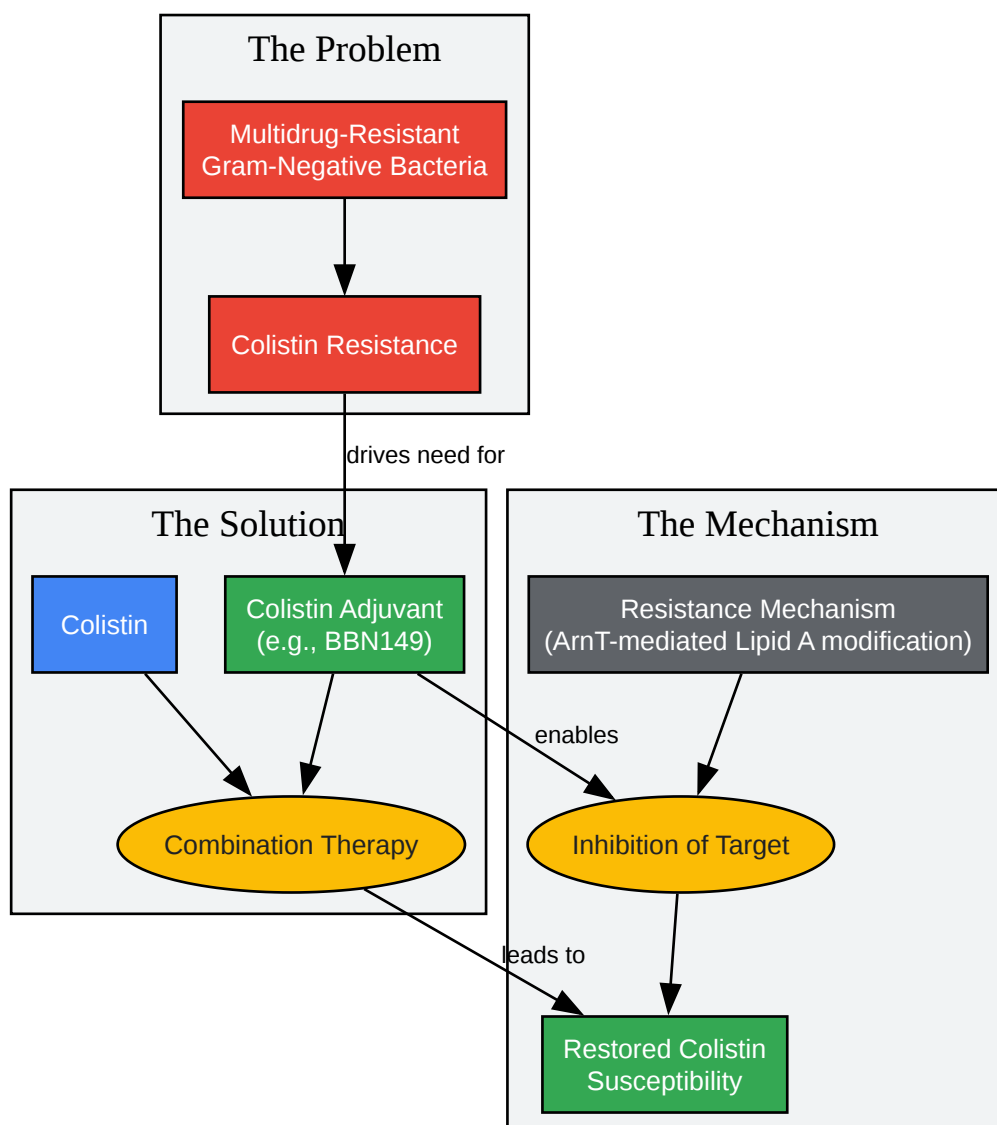 The Problem
Multidrug-Resistant
Gram-Negative Bacteria
Colistin Resistance
drives need for
The Solution
Colistin
Colistin Adjuvant
(e.g., BBN149)
Combination Therapy
The Mechanism
Resistance Mechanism
(ArnT-mediated Lipid A modification)
enables
Inhibition of Target
leads to
Restored Colistin
Susceptibility